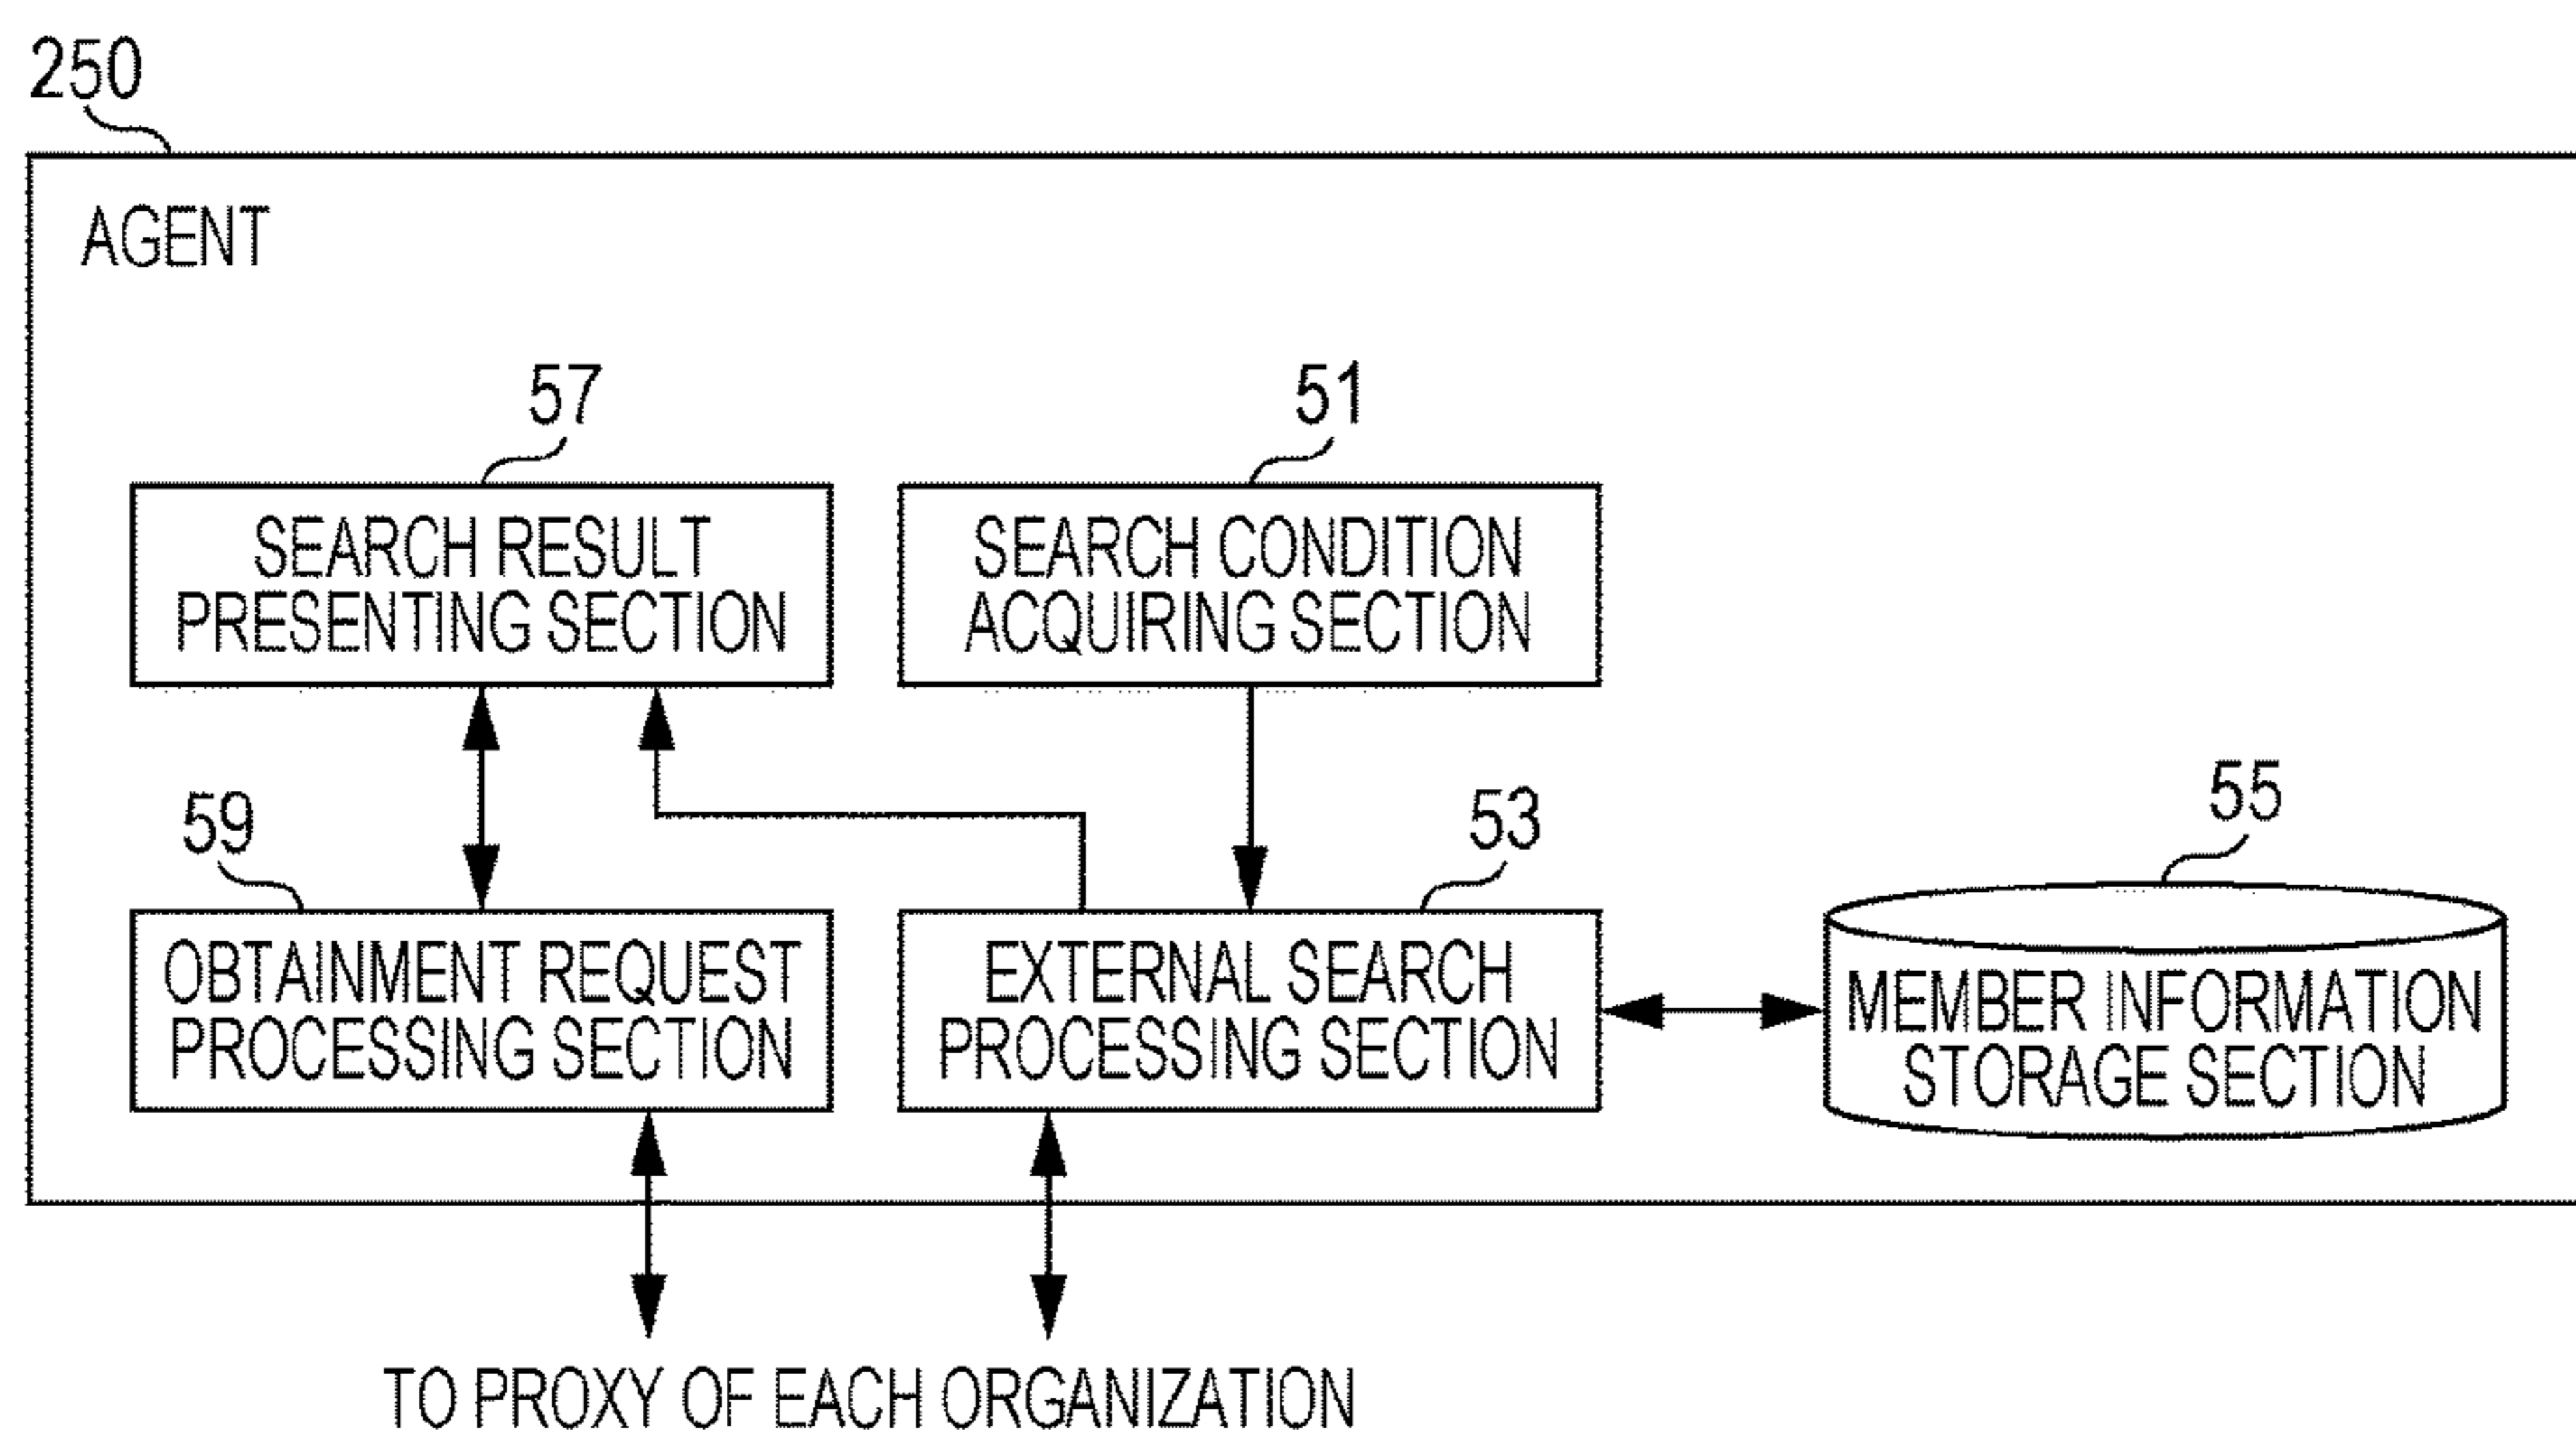 250
AGENT
57
51
SEARCH RESULT
PRESENTING SECTION
SEARCH CONDITION
ACQUIRING SECTION
59
53
55
OBTAINMENT REQUEST
PROCESSING SECTION
EXTERNAL SEARCH
PROCESSING SECTION
MEMBER INFORMATION
STORAGE SECTION
TO PROXY OF EACH ORGANIZATION